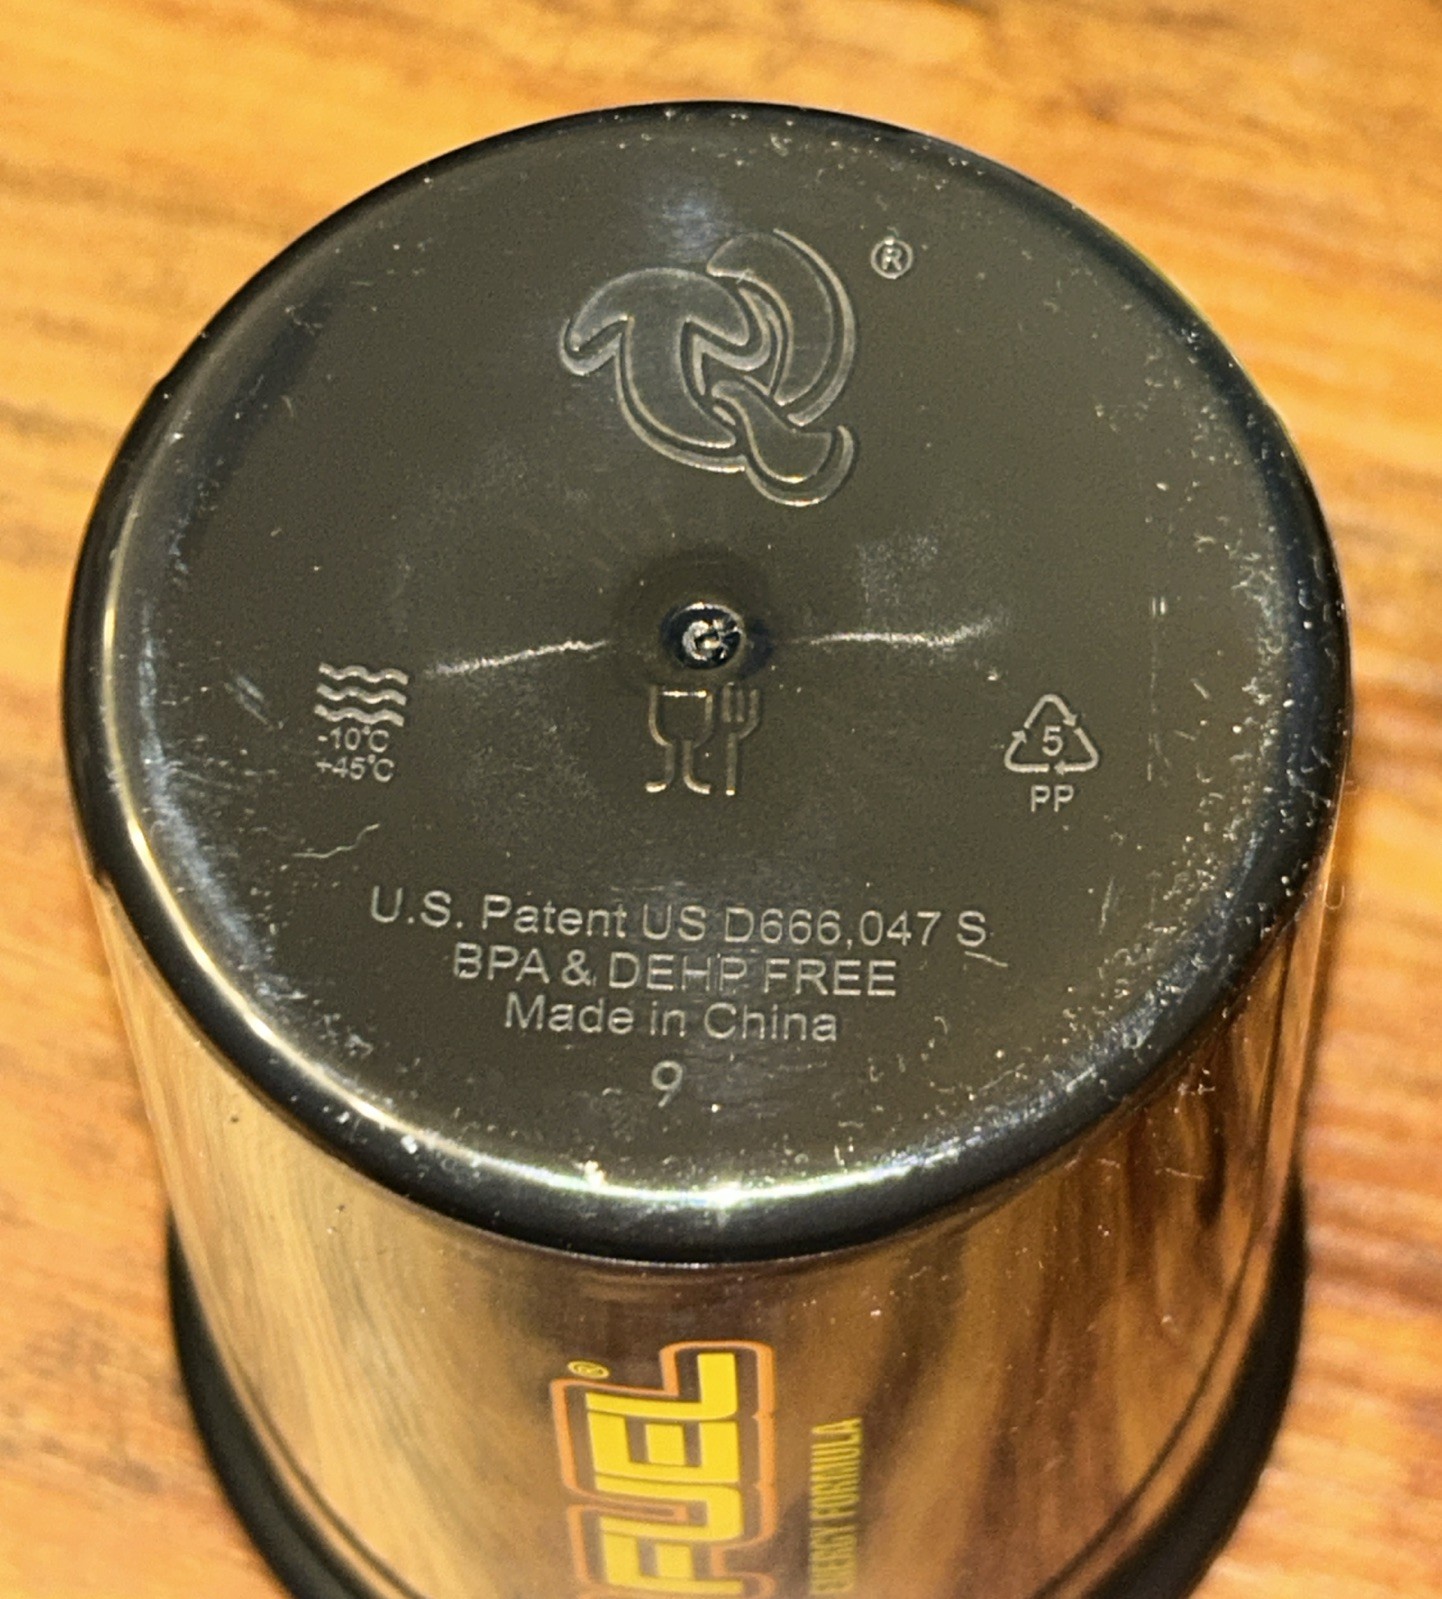 ®
-10°C
+45°C
5
PP
U.S. Patent US D666,047 S
BPA & DEHP FREE
Made in China
9
FUEL®
ENERGY FORMULA